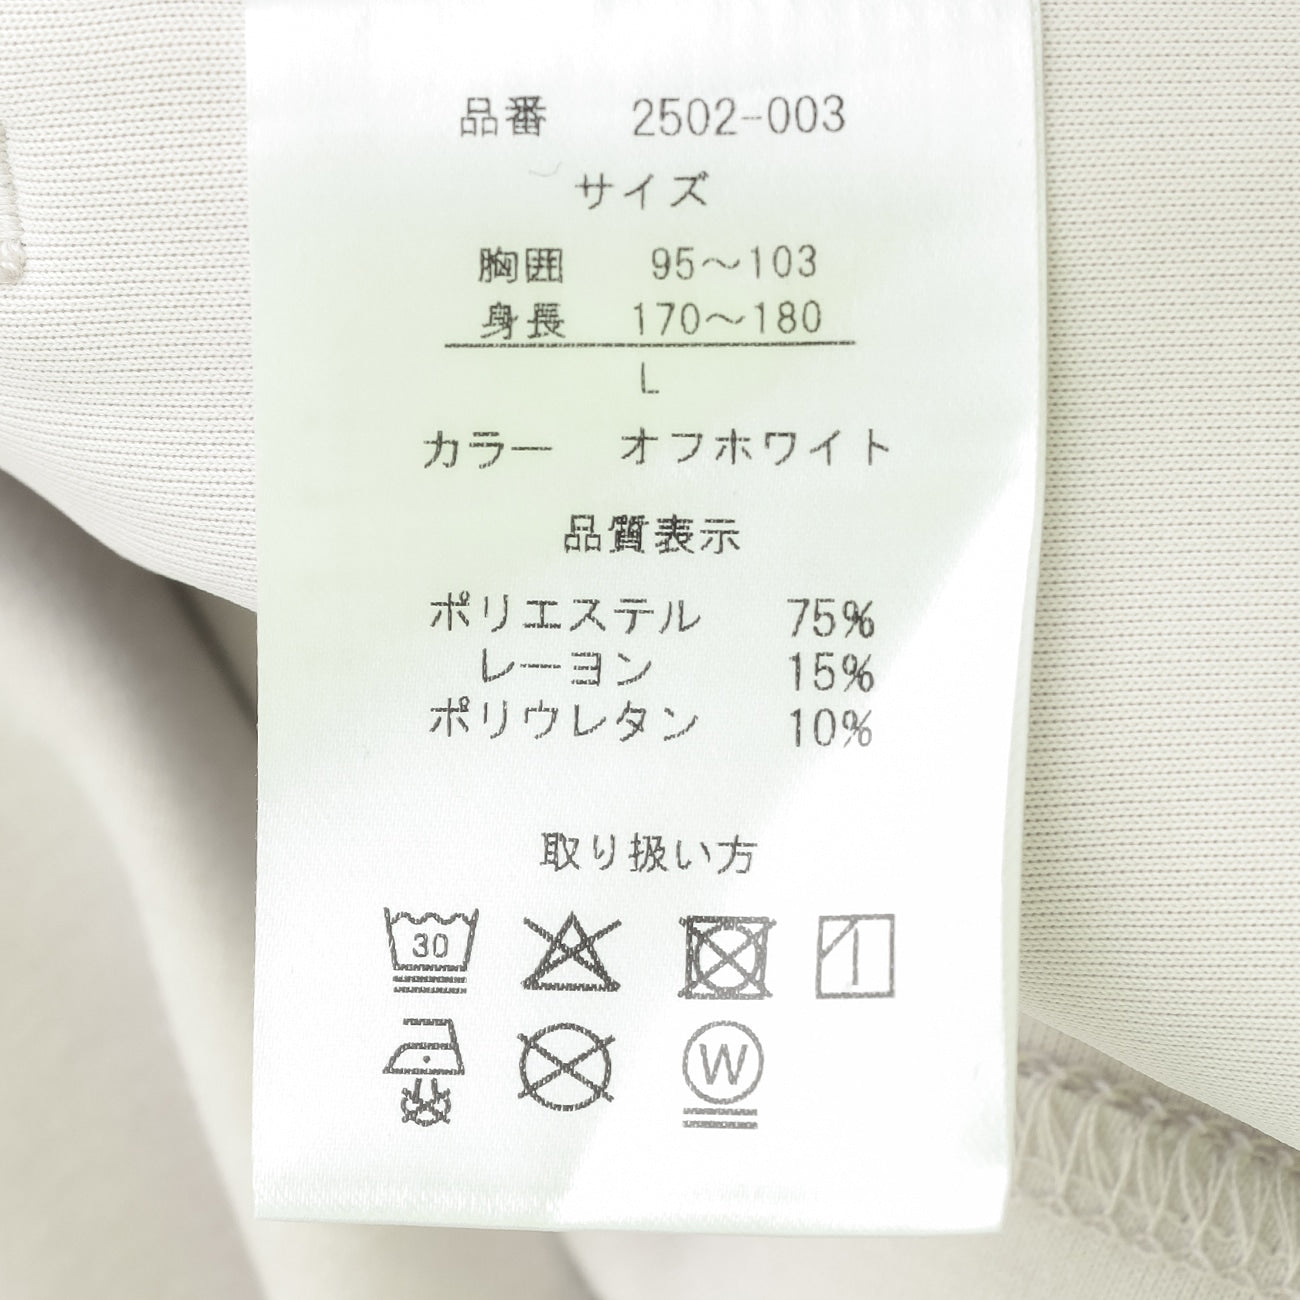 品番 2502-003
サイズ
胸囲 95～103
身長 170～180
L
カラー オフホワイト
品質表示
ポリエステル 75%
レーヨン 15%
ポリウレタン 10%
取り扱い方
30
W